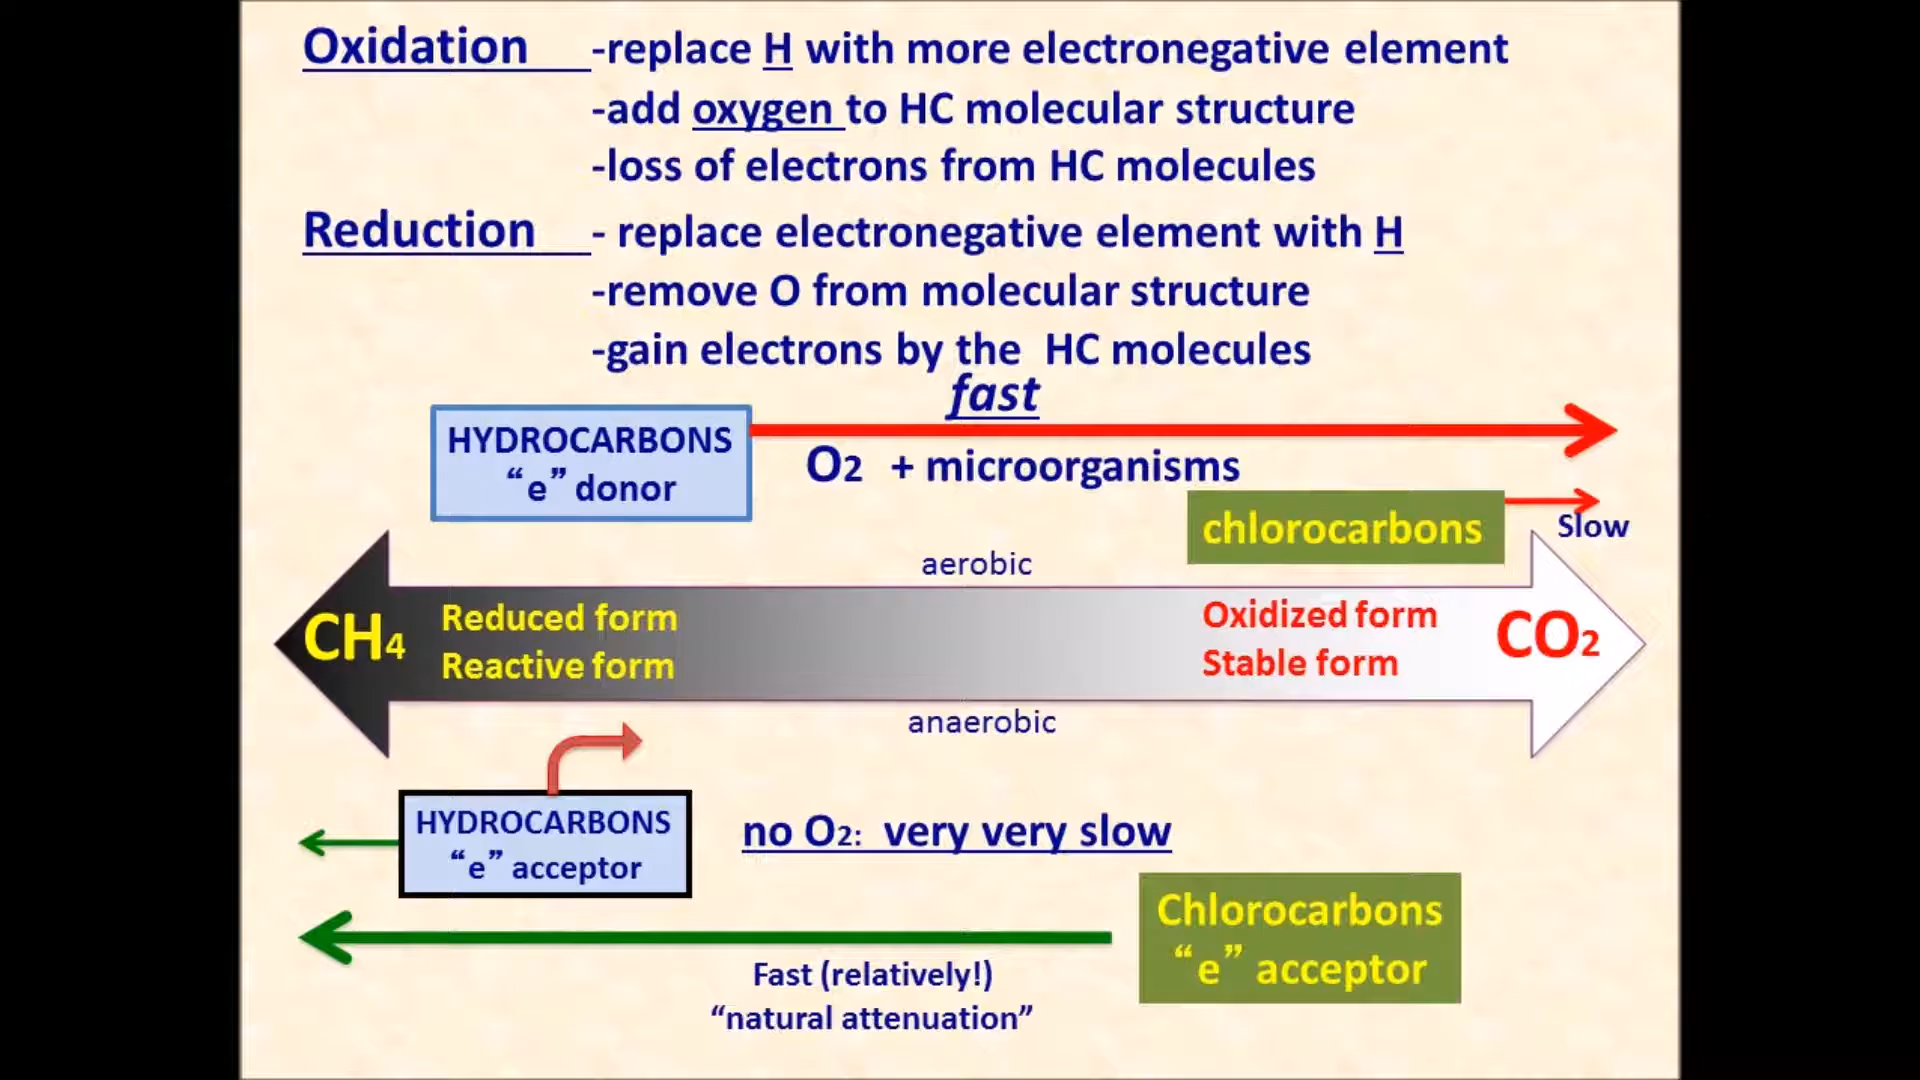 Oxidation -replace H with more electronegative element
-add oxygen to HC molecular structure
-loss of electrons from HC molecules
Reduction - replace electronegative element with H
-remove O from molecular structure
-gain electrons by the HC molecules
fast
HYDROCARBONS
“e” donor
O2 + microorganisms
chlorocarbons
Slow
aerobic
CH4
Reduced form
Reactive form
Oxidized form
Stable form
CO2
anaerobic
HYDROCARBONS
“e” acceptor
no O2: very very slow
Chlorocarbons
“e” acceptor
Fast (relatively!)
“natural attenuation”